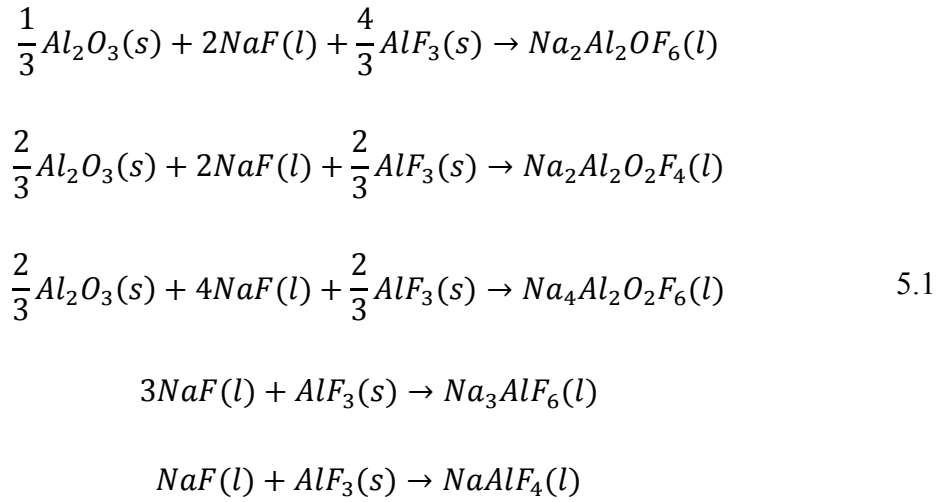 1/3 Al₂O₃(s) + 2NaF(l) + 4/3 AlF₃(s) → Na₂Al₂OF₆(l)
2/3 Al₂O₃(s) + 2NaF(l) + 2/3 AlF₃(s) → Na₂Al₂O₂F₄(l)
2/3 Al₂O₃(s) + 4NaF(l) + 2/3 AlF₃(s) → Na₄Al₂O₂F₆(l) 5.1
3NaF(l) + AlF₃(s) → Na₃AlF₆(l)
NaF(l) + AlF₃(s) → NaAlF₄(l)